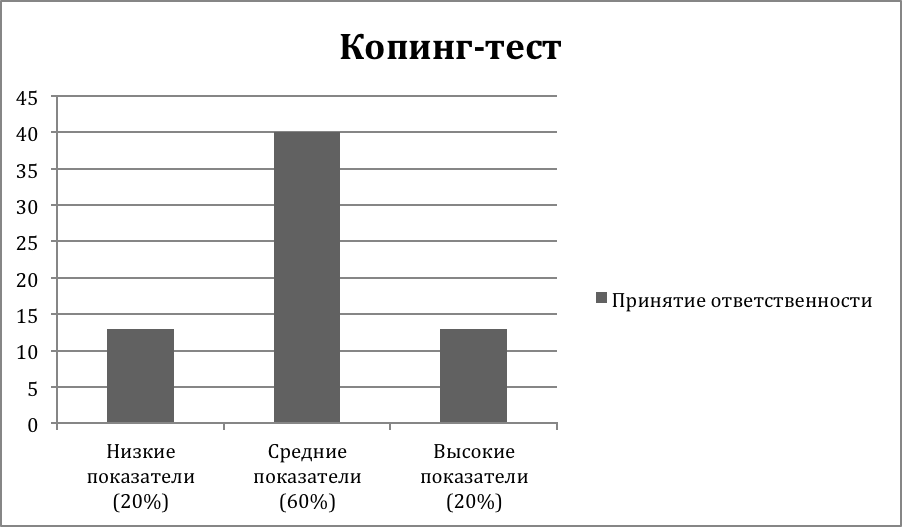 Копинг-тест
45
40
35
30
25
20
15
10
5
0
Низкие
показатели
(20%)
Средние
показатели
(60%)
Высокие
показатели
(20%)
Принятие ответственности